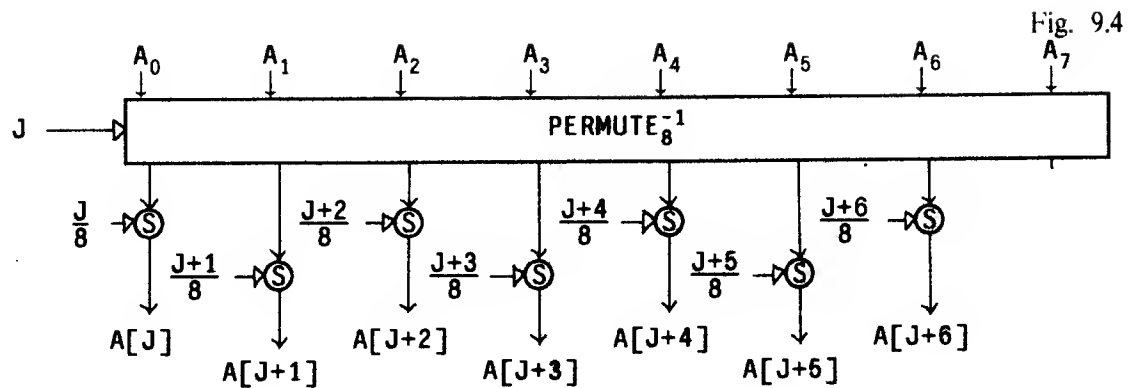 Fig. 9.4
A₀ A₁ A₂ A₃ A₄ A₅ A₆ A₇
J
PERMUTE₈⁻¹
J/8 S J+2/8 S J+4/8 S J+6/8 S
J+1/8 S J+3/8 S J+5/8 S
A[J] A[J+2] A[J+4] A[J+6]
A[J+1] A[J+3] A[J+5]